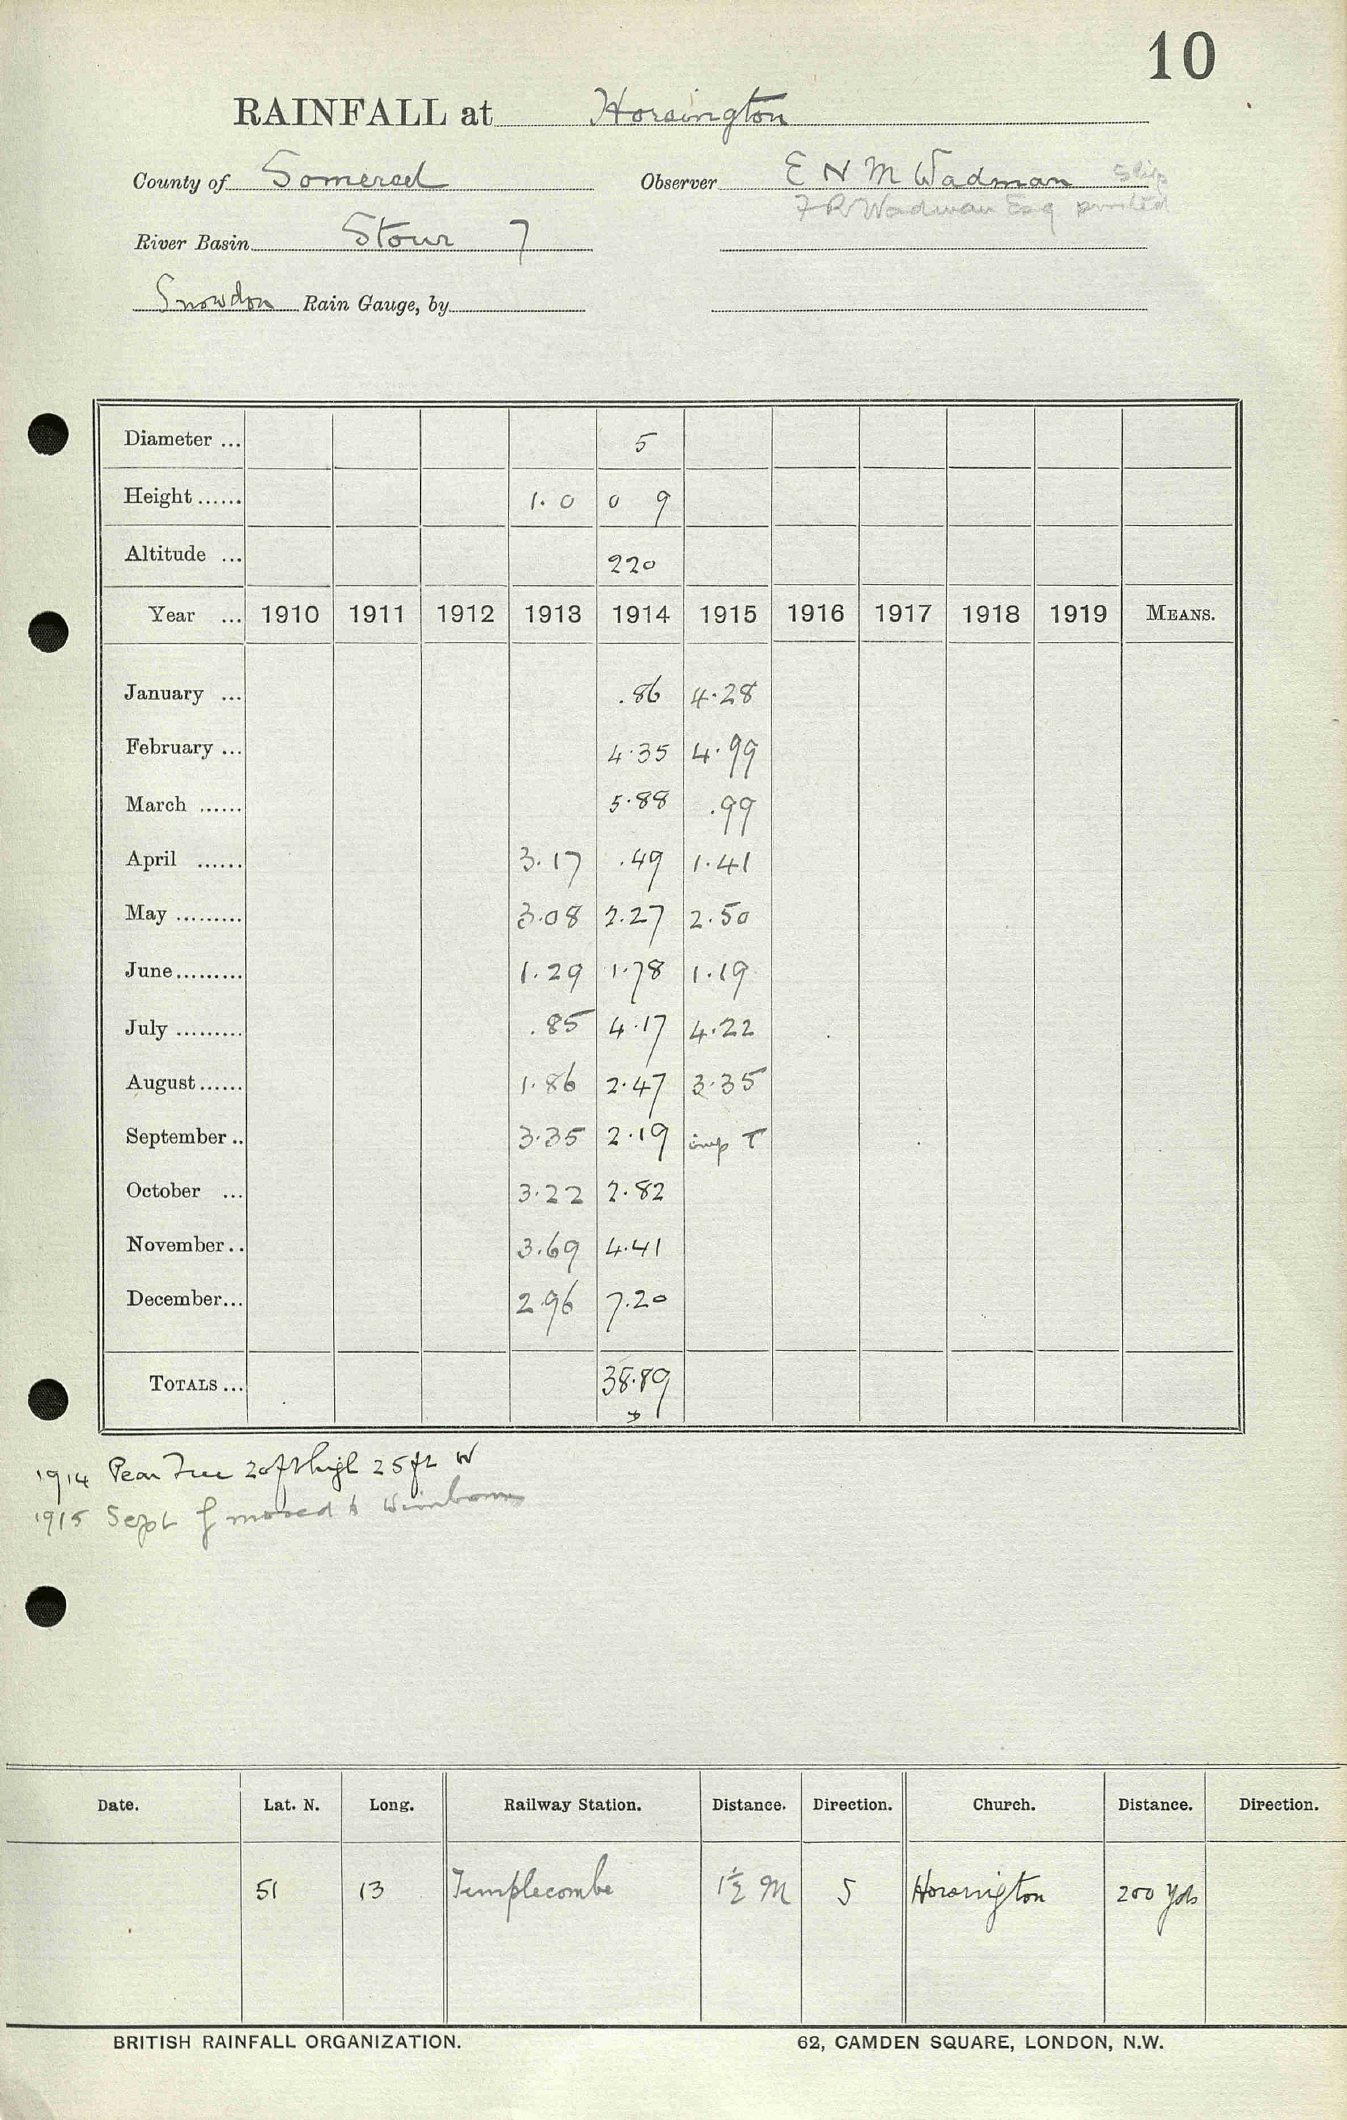 10
RAINFALL at Horsington
County of Somerset Observer E N M Wadman Slip
F R Wadman Esq printed
River Basin Stour 7
Snowdon Rain Gauge, by
Diameter ... 5
Height ...... 1.0 0 9
Altitude ... 220
Year ... 1910 1911 1912 1913 1914 1915 1916 1917 1918 1919 MEANS.
January ... .86 4.28
February ... 4.35 4.99
March ...... 5.88 .99
April ...... 3.17 .49 1.41
May ......... 3.08 2.27 2.50
June......... 1.29 1.78 1.19
July ......... .85 4.17 4.22
August...... 1.86 2.47 3.35
September .. 3.35 2.19 imp T
October ... 3.22 2.82
November.. 3.69 4.41
December... 2.96 7.20
TOTALS ... 38.89
1914 Pear Tree 20ft high 25ft W
1915 Sept g moved to Wimborne
Date. Lat. N. Long. Railway Station. Distance. Direction. Church. Distance. Direction.
51 13 Templecombe 1½ M S Horsington 200 yds
BRITISH RAINFALL ORGANIZATION. 62, CAMDEN SQUARE, LONDON, N.W.